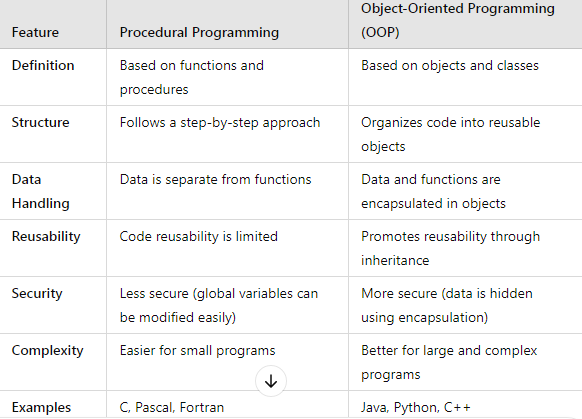 Feature Procedural Programming Object-Oriented Programming
(OOP)
Definition Based on functions and Based on objects and classes
procedures
Structure Follows a step-by-step approach Organizes code into reusable
objects
Data Data is separate from functions Data and functions are
Handling encapsulated in objects
Reusability Code reusability is limited Promotes reusability through
inheritance
Security Less secure (global variables can More secure (data is hidden
be modified easily) using encapsulation)
Complexity Easier for small programs Better for large and complex
programs
Examples C, Pascal, Fortran Java, Python, C++